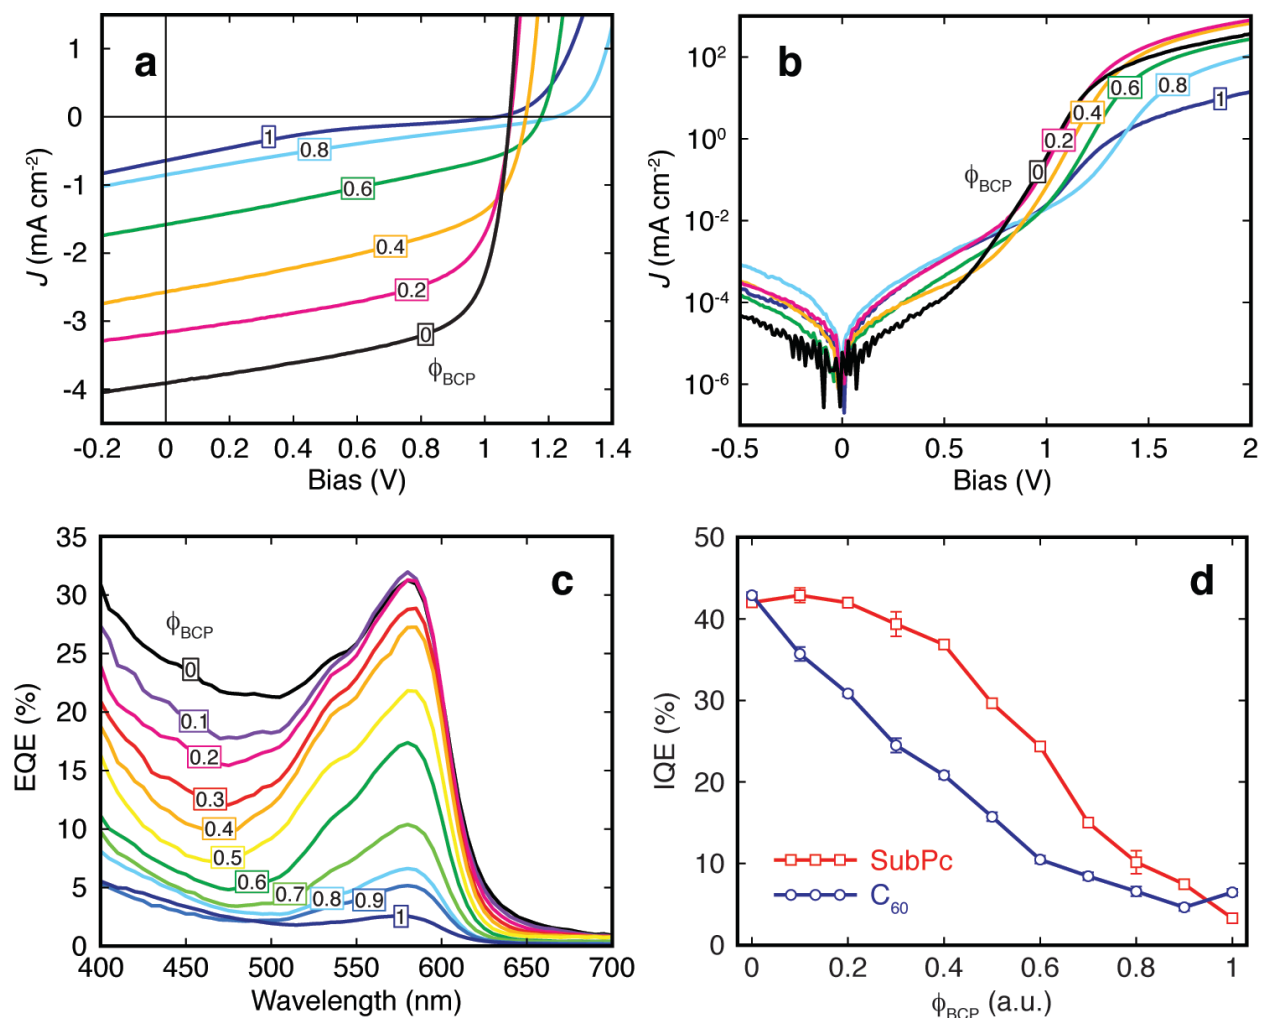 a
1
0
-1
-2
-3
-4
J (mA cm-2)
1
0.8
0.6
0.4
0.2
0
ϕBCP
-0.2 0 0.2 0.4 0.6 0.8 1 1.2 1.4
Bias (V)
b
10²
10⁰
10-2
10-4
10-6
J (mA cm-2)
0.6
0.8
1
0.4
0.2
ϕBCP
0
-0.5 0 0.5 1 1.5 2
Bias (V)
c
35
30
25
20
15
10
5
0
EQE (%)
ϕBCP
0
0.1
0.2
0.3
0.4
0.5
0.6
0.7
0.8
0.9
1
400 450 500 550 600 650 700
Wavelength (nm)
d
50
40
30
20
10
0
IQE (%)
SubPc
C60
0 0.2 0.4 0.6 0.8 1
ϕBCP (a.u.)